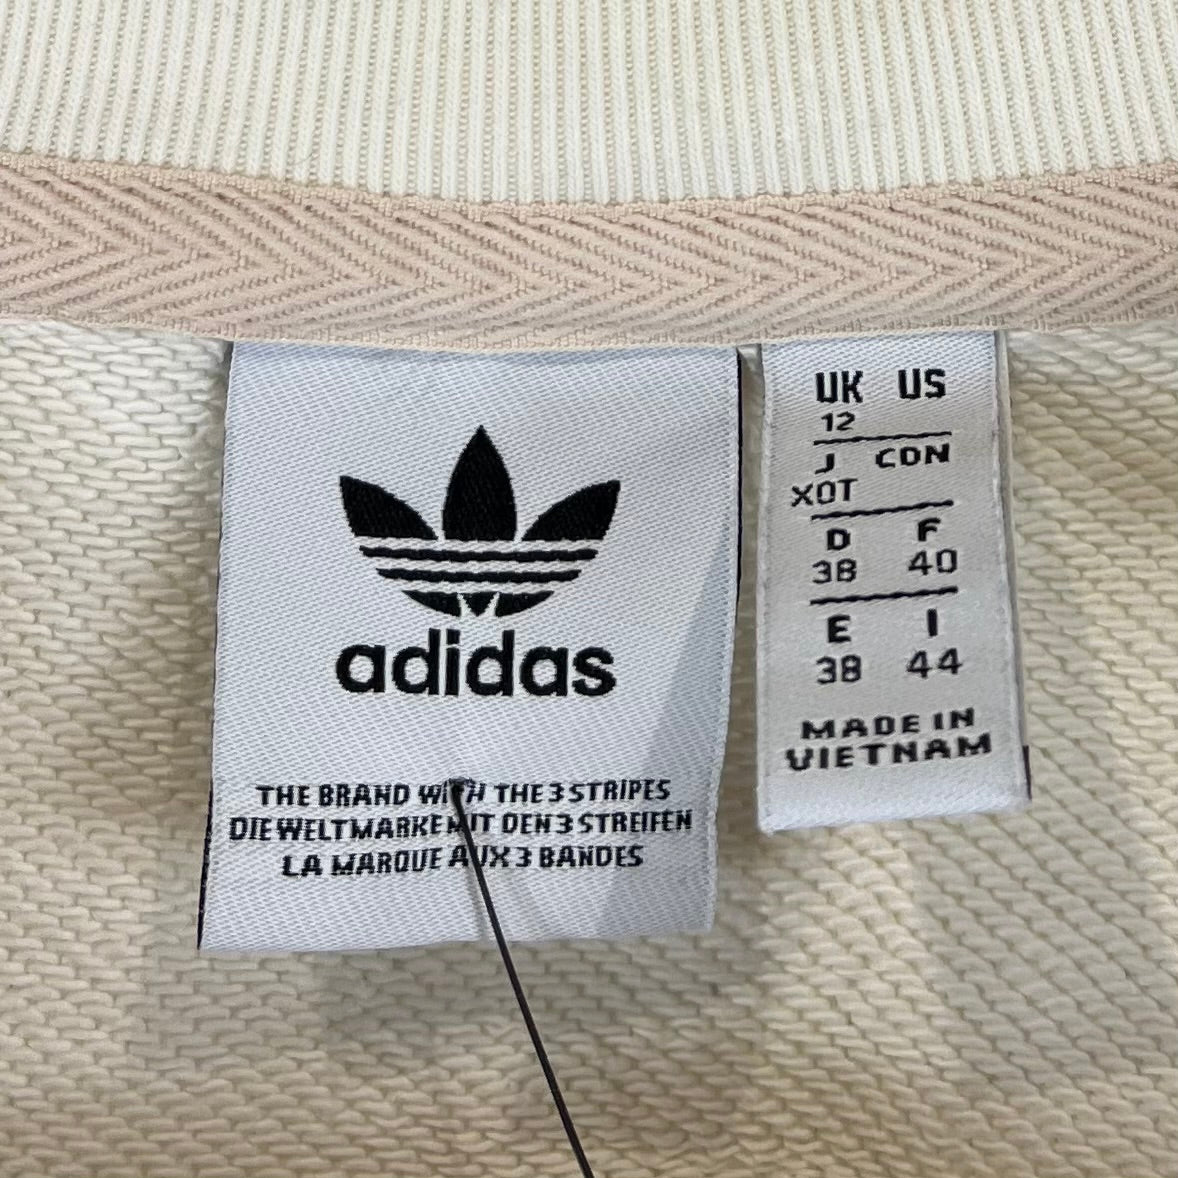 adidas
THE BRAND WITH THE 3 STRIPES
DIE WELTMARKE MIT DEN 3 STREIFEN
LA MARQUE AUX 3 BANDES
UK US
12
J CDN
XOT
D F
38 40
E I
38 44
MADE IN
VIETNAM